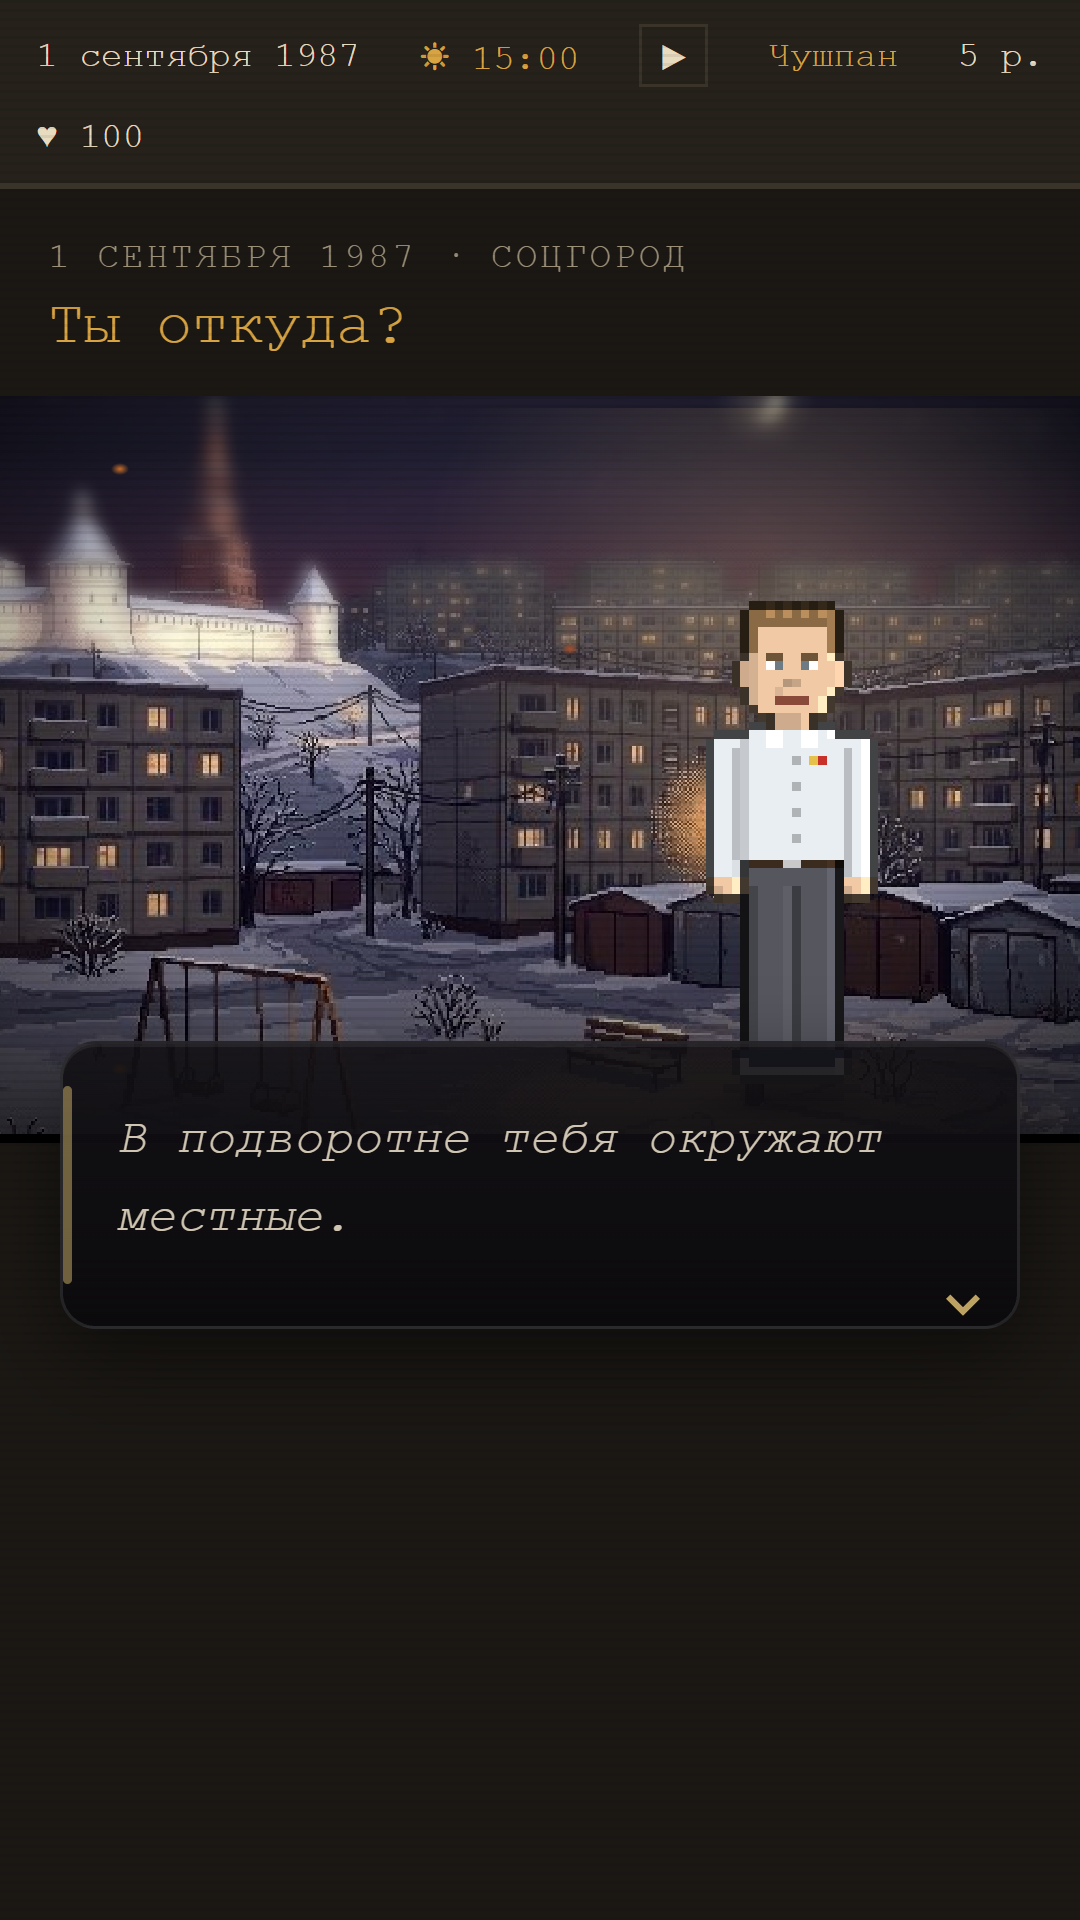 1 сентября 1987 ☀ 15:00 ▶ Чушпан 5 р.
♥ 100
1 СЕНТЯБРЯ 1987 · СОЦГОРОД
Ты откуда?
В подворотне тебя окружают
местные.